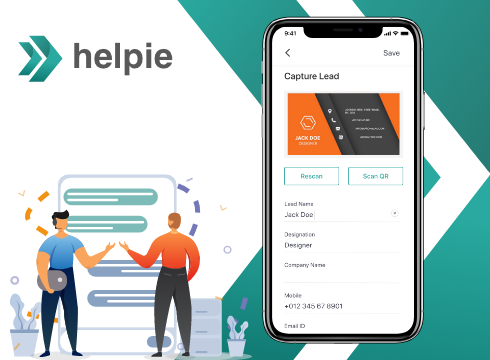 helpie
9:41
Save
Capture Lead
JACK DOE
DESIGNER
Rescan
Scan QR
Lead Name
Jack Doe
Designation
Designer
Company Name
Mobile
+012 345 67 8901
Email ID